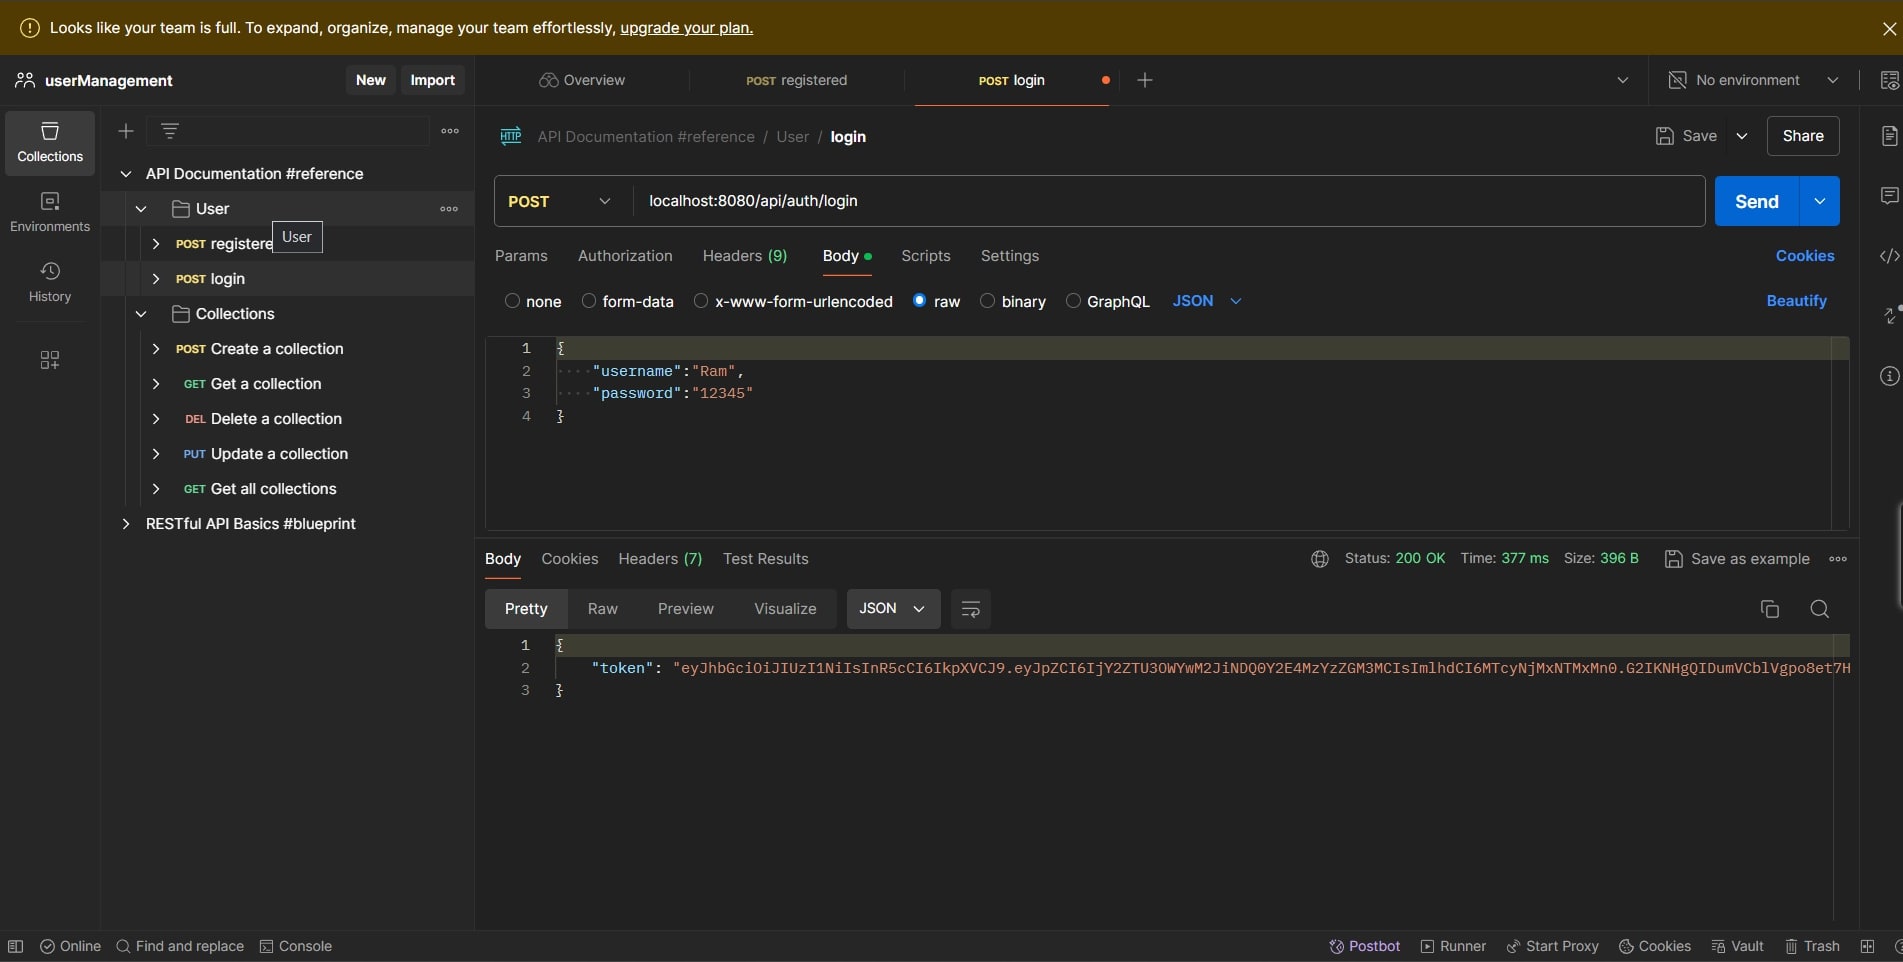 Looks like your team is full. To expand, organize, manage your team effortlessly, upgrade your plan.
userManagement
New
Import
Overview
POST registered
POST login
No environment
Collections
Environments
History
API Documentation #reference
User
POST registere
User
POST login
Collections
POST Create a collection
GET Get a collection
DEL Delete a collection
PUT Update a collection
GET Get all collections
RESTful API Basics #blueprint
HTTP API Documentation #reference / User / login
Save
Share
POST
localhost:8080/api/auth/login
Send
Params Authorization Headers (9) Body Scripts Settings
Cookies
none form-data x-www-form-urlencoded raw binary GraphQL JSON
Beautify
1 {
2 "username":"Ram",
3 "password":"12345"
4 }
Body Cookies Headers (7) Test Results
Status: 200 OK Time: 377 ms Size: 396 B
Save as example
Pretty Raw Preview Visualize JSON
1 {
2 "token": "eyJhbGciOiJIUzI1NiIsInR5cCI6IkpXVCJ9.eyJpZCI6IjY2ZTU3OWYwM2JiNDQ0Y2E4MzYzZGM3MCIsImlhdCI6MTcyNjMxNTMxMn0.G2IKNHgQIDumVCblVgpo8et7H
3 }
Online Find and replace Console
Postbot Runner Start Proxy Cookies Vault Trash